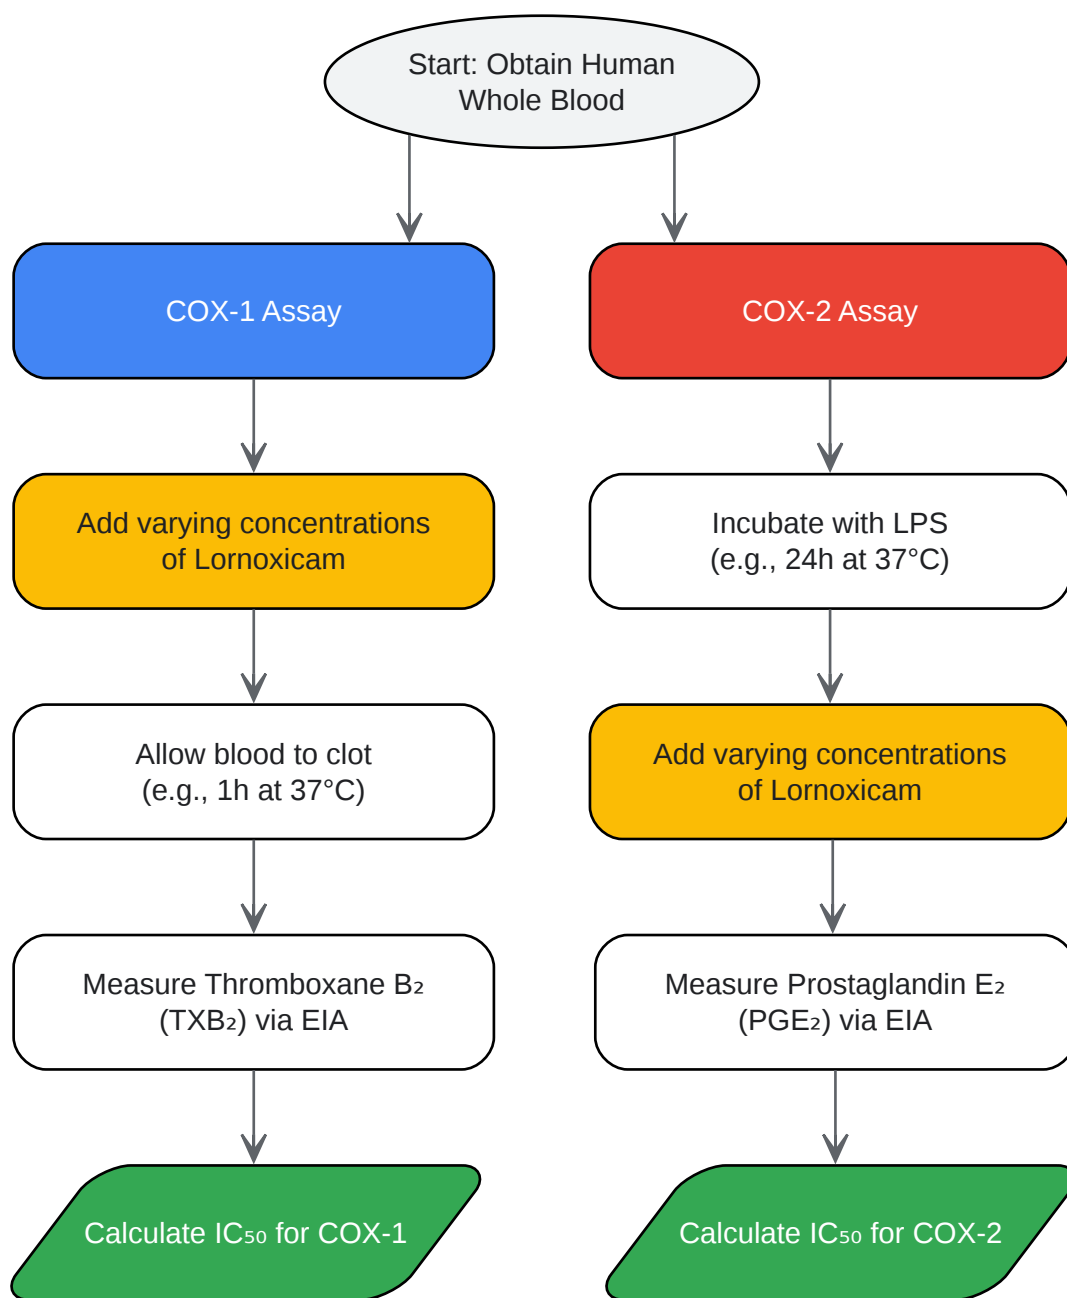 Start: Obtain Human
Whole Blood
COX-1 Assay
COX-2 Assay
Add varying concentrations
of Lornoxicam
Incubate with LPS
(e.g., 24h at 37°C)
Allow blood to clot
(e.g., 1h at 37°C)
Add varying concentrations
of Lornoxicam
Measure Thromboxane B₂
(TXB₂) via EIA
Measure Prostaglandin E₂
(PGE₂) via EIA
Calculate IC₅₀ for COX-1
Calculate IC₅₀ for COX-2